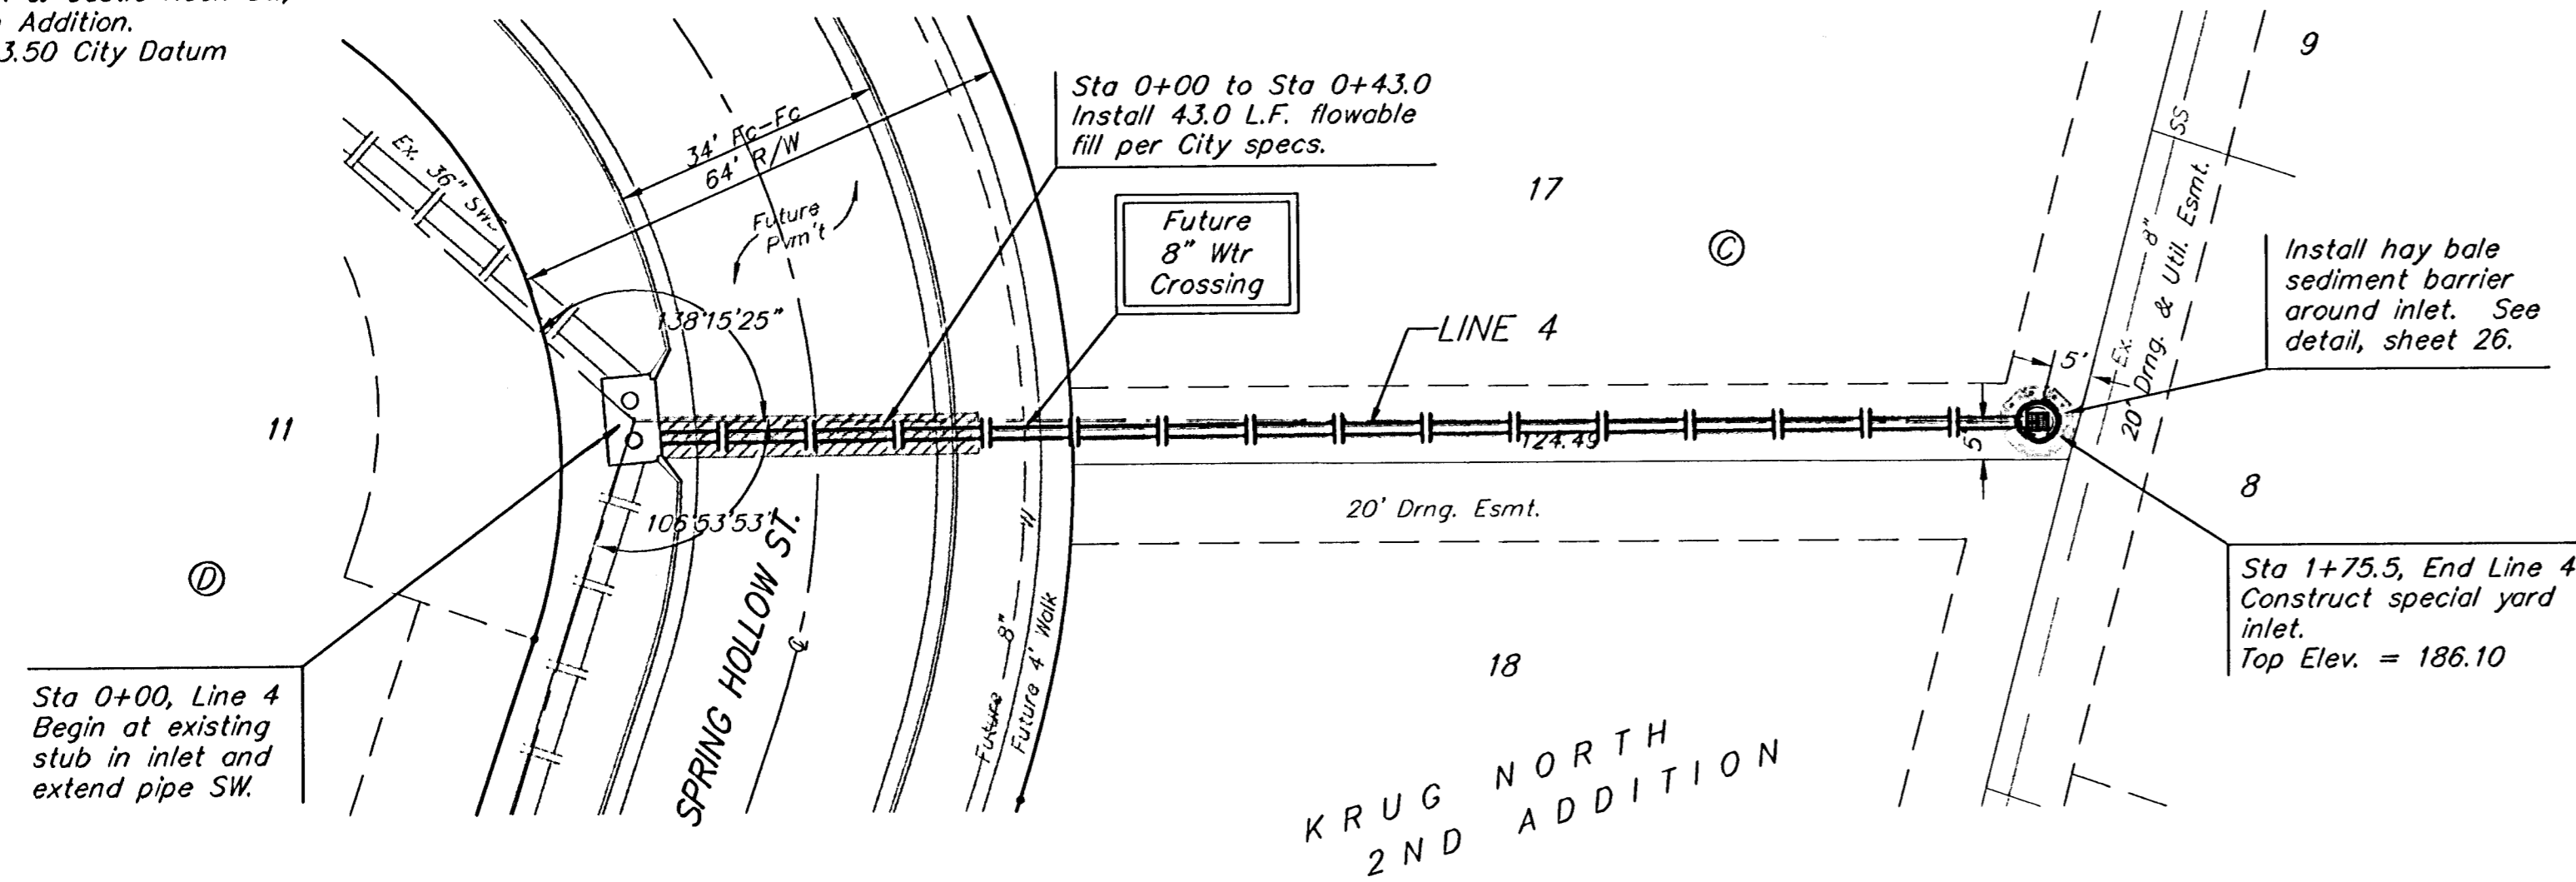 Addition.
3.50 City Datum
Sta 0+00 to Sta 0+43.0
Install 43.0 L.F. flowable
fill per City specs.
34' Fc-Fc
64' R/W
Ex. 36" SWS
Future
Pvm't
Future
8" Wtr
Crossing
17
9
C
SS
Ex. 8"
20' Drng. & Util. Esmt.
Install hay bale
sediment barrier
around inlet. See
detail, sheet 26.
138°15'25"
LINE 4
5'
11
124.49
5'
106°53'53"
20' Drng. Esmt.
8
D
SPRING HOLLOW ST.
Future 8"
Future 4' Walk
Sta 1+75.5, End Line 4
Construct special yard
inlet.
Top Elev. = 186.10
18
Sta 0+00, Line 4
Begin at existing
stub in inlet and
extend pipe SW.
KRUG NORTH
2ND ADDITION